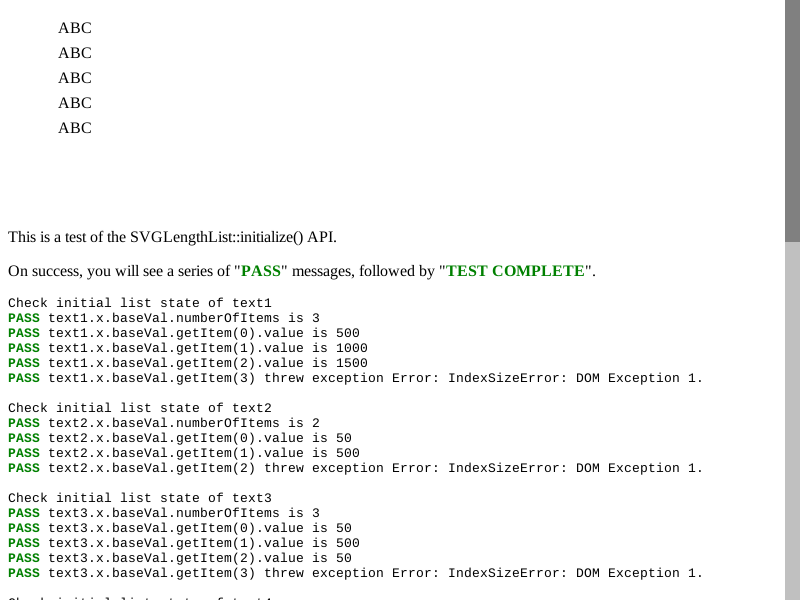 ABC
ABC
ABC
ABC
ABC
This is a test of the SVGLengthList::initialize() API.
On success, you will see a series of "PASS" messages, followed by "TEST COMPLETE".
Check initial list state of text1
PASS text1.x.baseVal.numberOfItems is 3
PASS text1.x.baseVal.getItem(0).value is 500
PASS text1.x.baseVal.getItem(1).value is 1000
PASS text1.x.baseVal.getItem(2).value is 1500
PASS text1.x.baseVal.getItem(3) threw exception Error: IndexSizeError: DOM Exception 1.
Check initial list state of text2
PASS text2.x.baseVal.numberOfItems is 2
PASS text2.x.baseVal.getItem(0).value is 50
PASS text2.x.baseVal.getItem(1).value is 500
PASS text2.x.baseVal.getItem(2) threw exception Error: IndexSizeError: DOM Exception 1.
Check initial list state of text3
PASS text3.x.baseVal.numberOfItems is 3
PASS text3.x.baseVal.getItem(0).value is 50
PASS text3.x.baseVal.getItem(1).value is 500
PASS text3.x.baseVal.getItem(2).value is 50
PASS text3.x.baseVal.getItem(3) threw exception Error: IndexSizeError: DOM Exception 1.